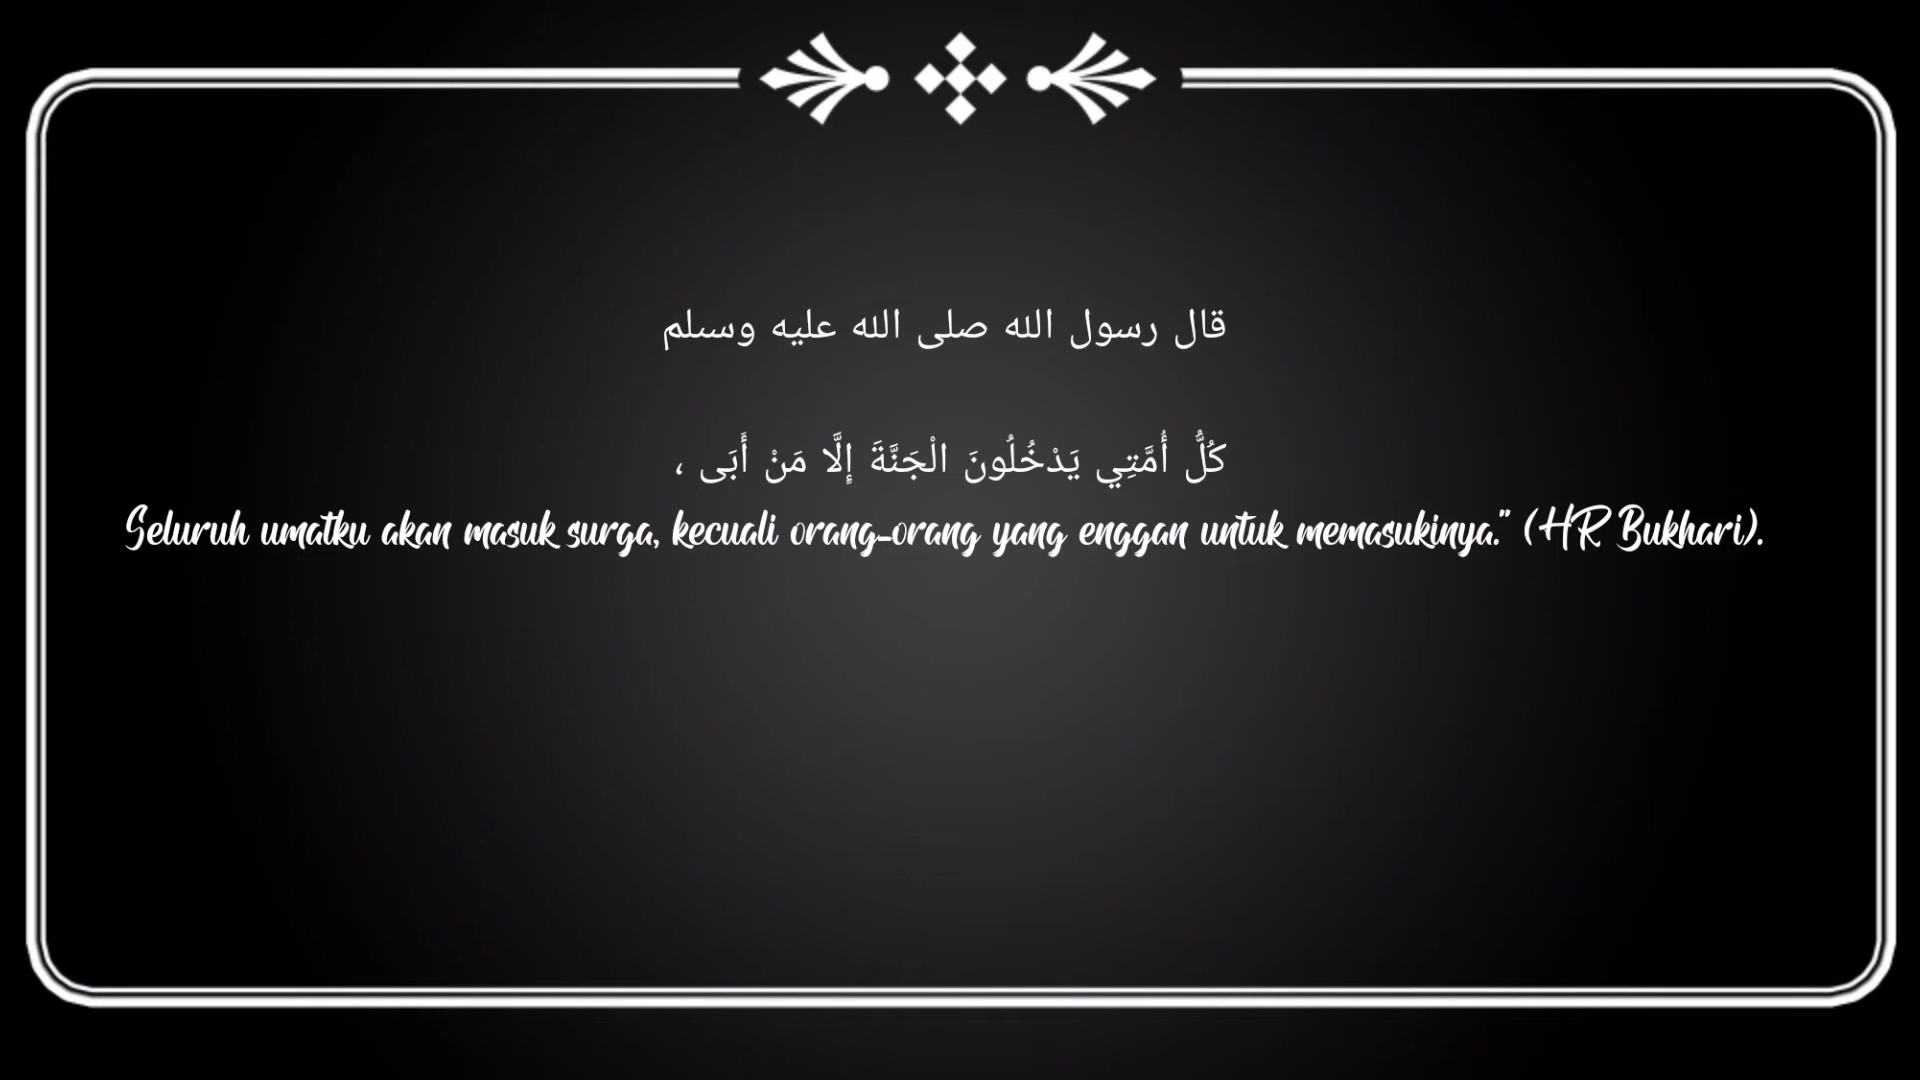 قال رسول الله صلى الله عليه وسلم
كُلُّ أُمَّتِي يَدْخُلُونَ الْجَنَّةَ إِلَّا مَنْ أَبَى ،
Seluruh umatku akan masuk surga, kecuali orang-orang yang enggan untuk memasukinya." (HR Bukhari).